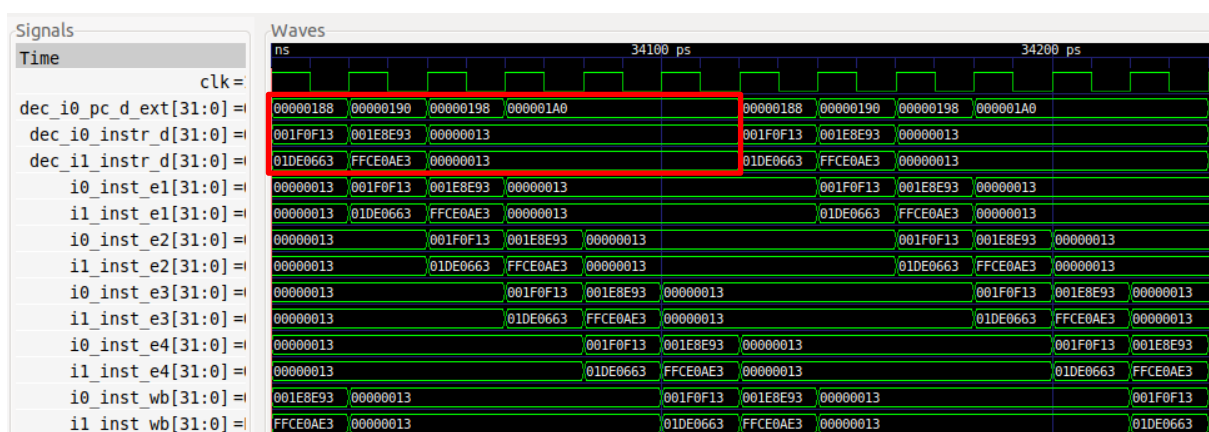 Signals
Waves
Time
ns 34100 ps 34200 ps
clk =
dec_i0_pc_d_ext[31:0] = 00000188 00000190 00000198 000001A0 00000188 00000190 00000198 000001A0
dec_i0_instr_d[31:0] = 001F0F13 001E8E93 00000013 001F0F13 001E8E93 00000013
dec_i1_instr_d[31:0] = 01DE0663 FFCE0AE3 00000013 01DE0663 FFCE0AE3 00000013
i0_inst_e1[31:0] = 00000013 001F0F13 001E8E93 00000013 001F0F13 001E8E93 00000013
i1_inst_e1[31:0] = 00000013 01DE0663 FFCE0AE3 00000013 01DE0663 FFCE0AE3 00000013
i0_inst_e2[31:0] = 00000013 001F0F13 001E8E93 00000013 001F0F13 001E8E93 00000013
i1_inst_e2[31:0] = 00000013 01DE0663 FFCE0AE3 00000013 01DE0663 FFCE0AE3 00000013
i0_inst_e3[31:0] = 00000013 001F0F13 001E8E93 00000013 001F0F13 001E8E93 00000013
i1_inst_e3[31:0] = 00000013 01DE0663 FFCE0AE3 00000013 01DE0663 FFCE0AE3 00000013
i0_inst_e4[31:0] = 00000013 001F0F13 001E8E93 00000013 001F0F13 001E8E93
i1_inst_e4[31:0] = 00000013 01DE0663 FFCE0AE3 00000013 01DE0663 FFCE0AE3
i0_inst_wb[31:0] = 001E8E93 00000013 001F0F13 001E8E93 00000013 001F0F13
i1_inst_wb[31:0] = FFCE0AE3 00000013 01DE0663 FFCE0AE3 00000013 01DE0663